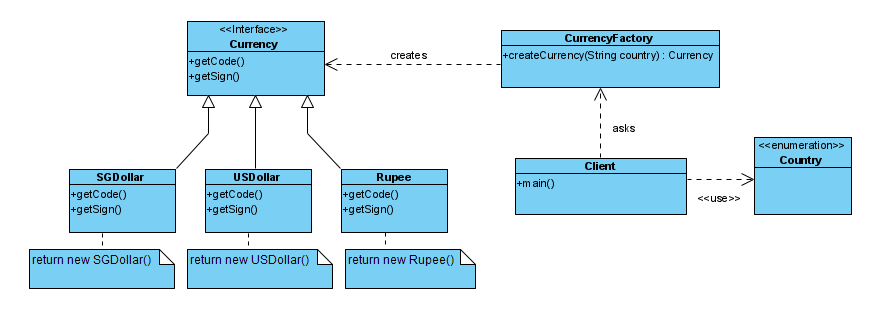 <<Interface>>
Currency
+getCode()
+getSign()
creates
CurrencyFactory
+createCurrency(String country) : Currency
asks
<<enumeration>>
Country
Client
+main()
<<use>>
SGDollar
+getCode()
+getSign()
USDollar
+getCode()
+getSign()
Rupee
+getCode()
+getSign()
return new SGDollar()
return new USDollar()
return new Rupee()